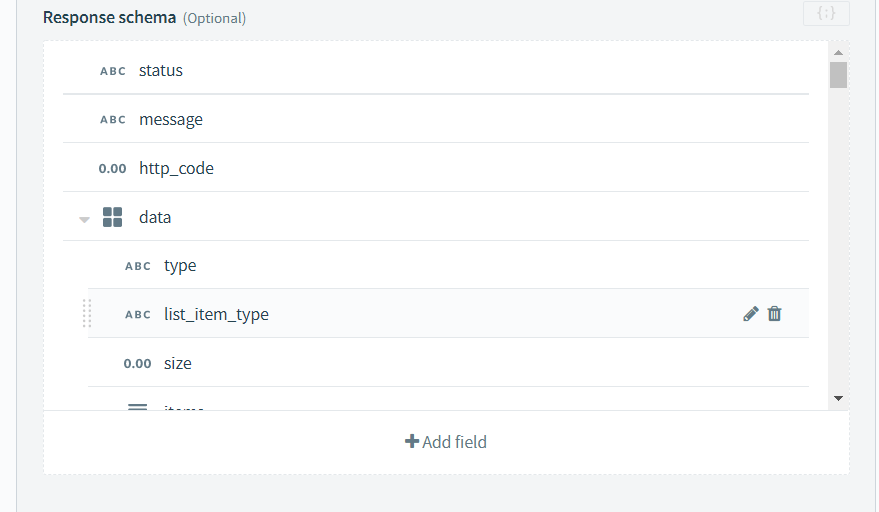 Response schema (Optional)
{;}
ABC status
ABC message
0.00 http_code
data
ABC type
ABC list_item_type
0.00 size
items
Add field